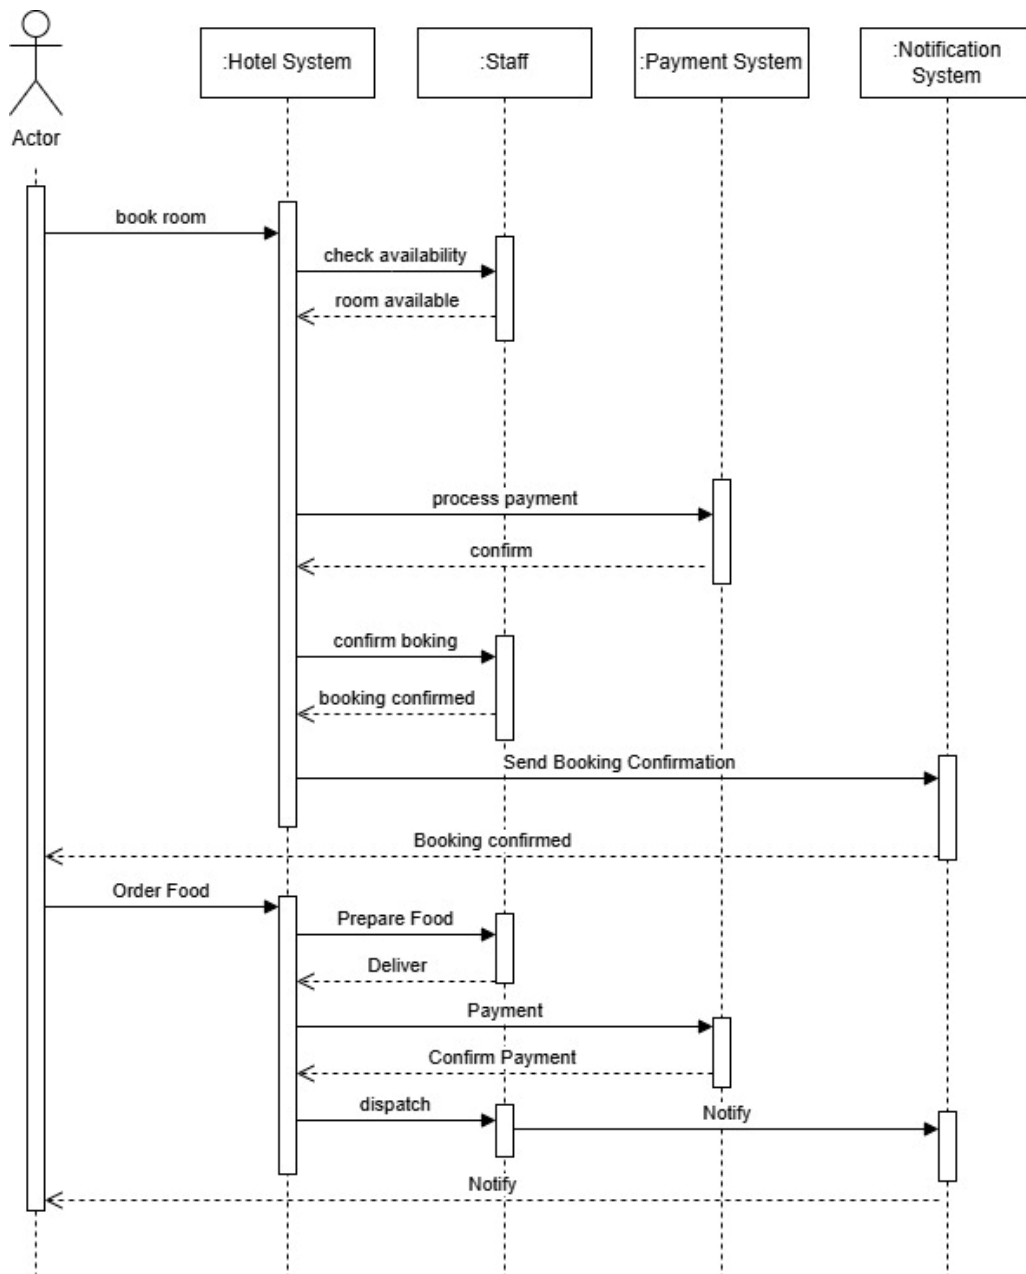 :Hotel System
:Staff
:Payment System
:Notification
System
Actor
book room
check availability
room available
process payment
confirm
confirm boking
booking confirmed
Send Booking Confirmation
Booking confirmed
Order Food
Prepare Food
Deliver
Payment
Confirm Payment
dispatch
Notify
Notify